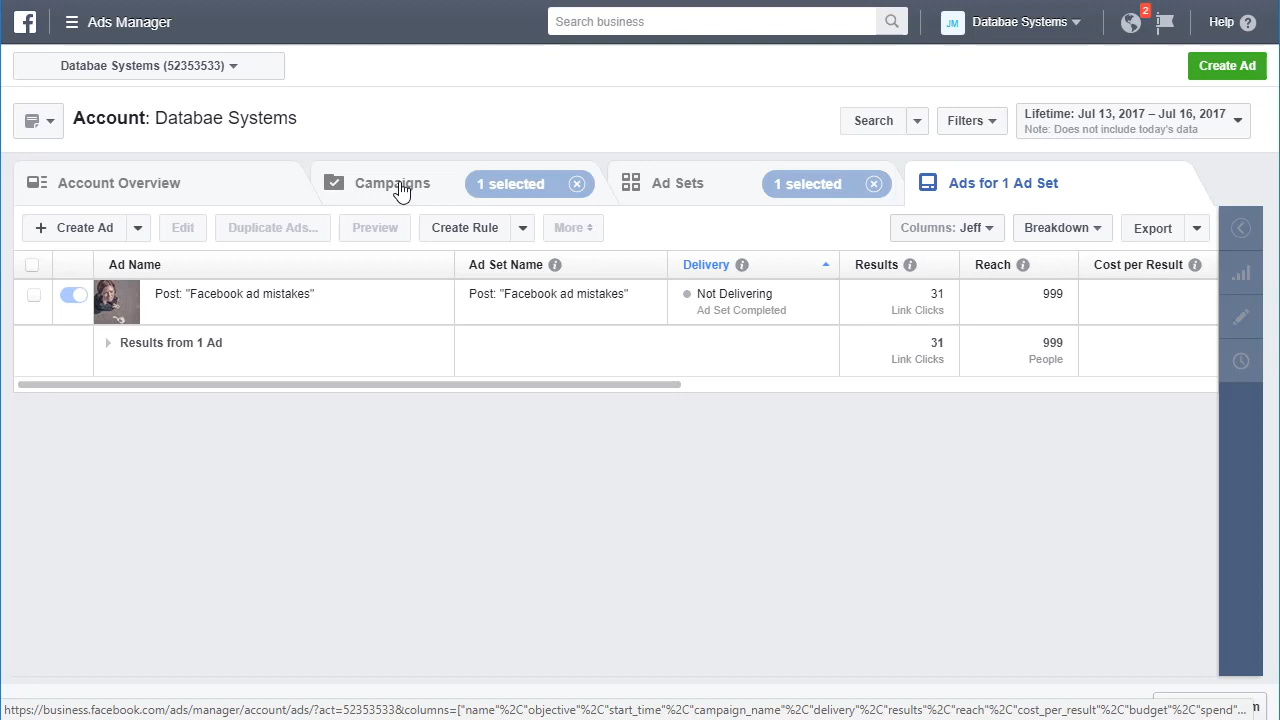 Ads Manager
Search business
JM
Databae Systems
2
Help
Databae Systems (52353533)
Create Ad
Account: Databae Systems
Search
Filters
Lifetime: Jul 13, 2017 – Jul 16, 2017
Note: Does not include today's data
Account Overview
Campaigns
1 selected
Ad Sets
1 selected
Ads for 1 Ad Set
+ Create Ad
Edit
Duplicate Ads...
Preview
Create Rule
More
Columns: Jeff
Breakdown
Export
Ad Name
Ad Set Name
Delivery
Results
Reach
Cost per Result
Post: "Facebook ad mistakes"
Post: "Facebook ad mistakes"
Not Delivering
Ad Set Completed
31
Link Clicks
999
Results from 1 Ad
31
Link Clicks
999
People
https://business.facebook.com/ads/manager/account/ads/?act=52353533&columns=["name"%2C"objective"%2C"start_time"%2C"campaign_name"%2C"delivery"%2C"results"%2C"reach"%2C"cost_per_result"%2C"budget"%2C"spend"...